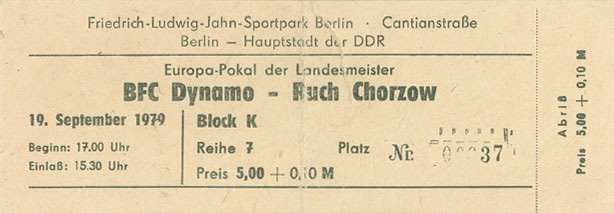 Friedrich-Ludwig-Jahn-Sportpark Berlin · Cantianstraße
Berlin – Hauptstadt der DDR
Europa-Pokal der Landesmeister
BFC Dynamo - Ruch Chorzow
19. September 1979
Beginn: 17.00 Uhr
Einlaß: 15.30 Uhr
Block K
Reihe 7 Platz
Preis 5,00 + 0,10 M
Nr.
Abriß
Preis 5,00 + 0,10 M